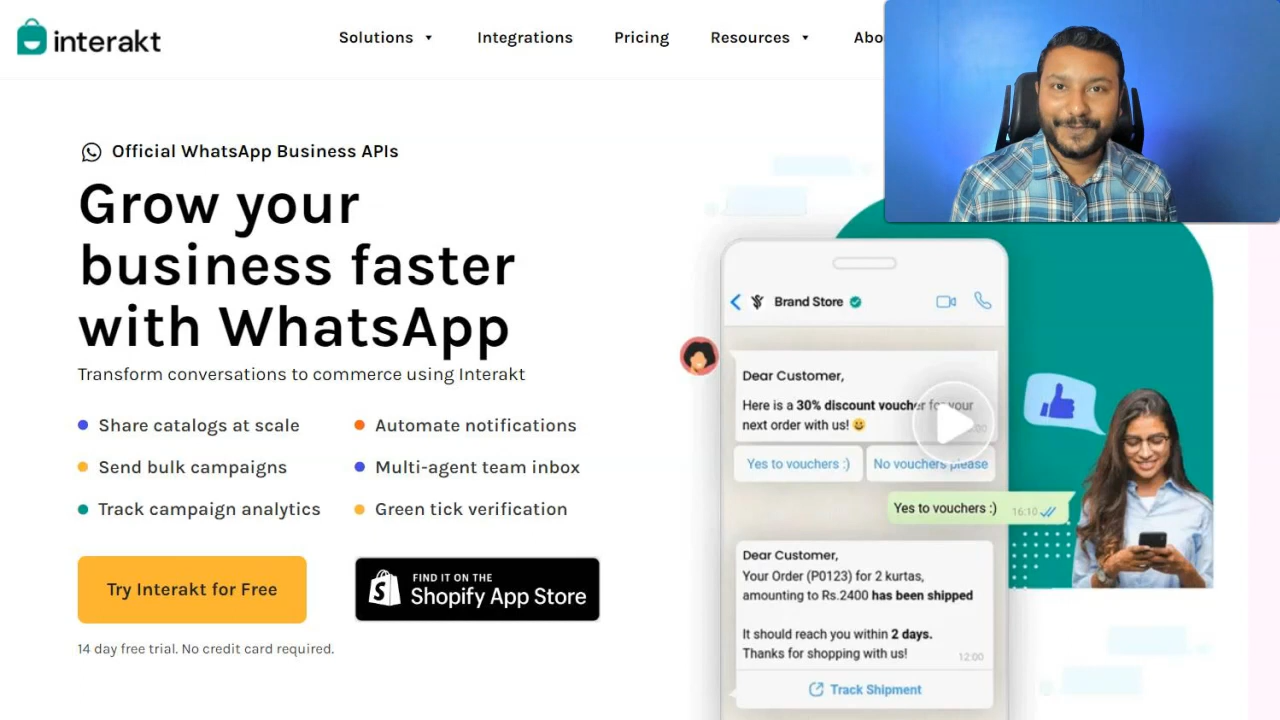 interakt
Solutions
Integrations
Pricing
Resources
Official WhatsApp Business APIs
Grow your
business faster
with WhatsApp
Transform conversations to commerce using Interakt
Share catalogs at scale
Automate notifications
Send bulk campaigns
Multi-agent team inbox
Track campaign analytics
Green tick verification
Try Interakt for Free
FIND IT ON THE
Shopify App Store
14 day free trial. No credit card required.
Brand Store
Dear Customer,
Here is a 30% discount voucher for your
next order with us!
Yes to vouchers :)
No vouchers please
Yes to vouchers :) 16:10
Dear Customer,
Your Order (P0123) for 2 kurtas,
amounting to Rs.2400 has been shipped
It should reach you within 2 days.
Thanks for shopping with us! 12:00
Track Shipment